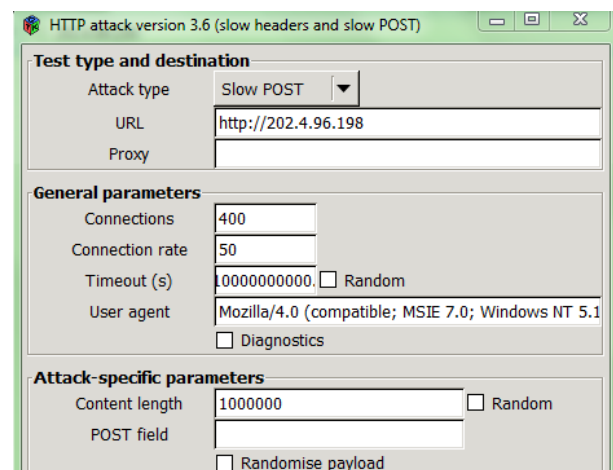 HTTP attack version 3.6 (slow headers and slow POST)
Test type and destination
Attack type Slow POST
URL http://202.4.96.198
Proxy
General parameters
Connections 400
Connection rate 50
Timeout (s) 10000000000. Random
User agent Mozilla/4.0 (compatible; MSIE 7.0; Windows NT 5.1
Diagnostics
Attack-specific parameters
Content length 1000000 Random
POST field
Randomise payload